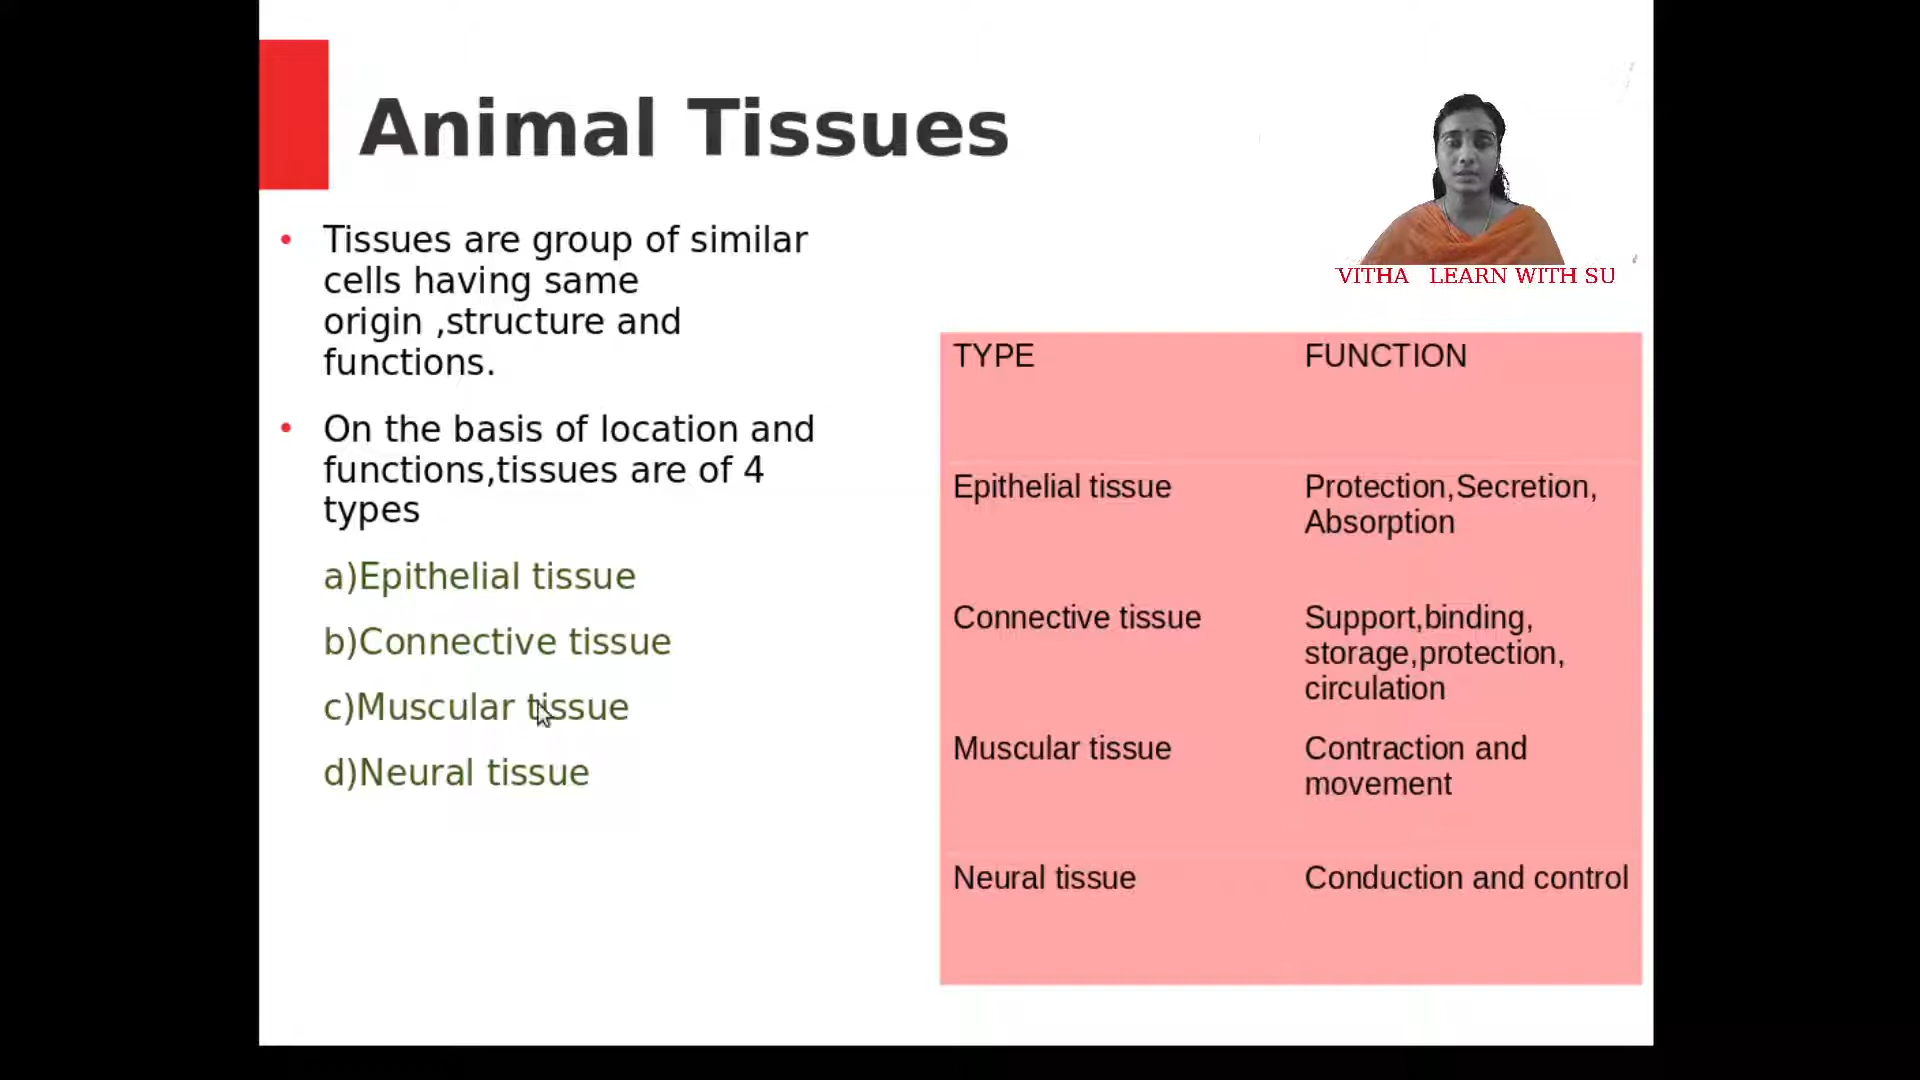 Animal Tissues
• Tissues are group of similar
cells having same
origin ,structure and
functions.
• On the basis of location and
functions,tissues are of 4
types
a)Epithelial tissue
b)Connective tissue
c)Muscular tissue
d)Neural tissue
VITHA LEARN WITH SU
TYPE FUNCTION
Epithelial tissue Protection,Secretion,
Absorption
Connective tissue Support,binding,
storage,protection,
circulation
Muscular tissue Contraction and
movement
Neural tissue Conduction and control